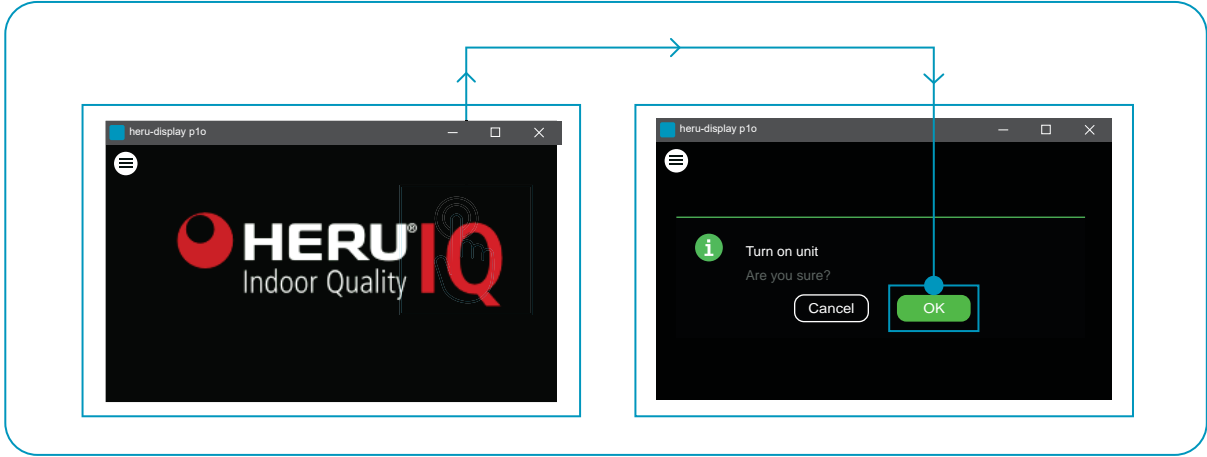 heru-display p1o
HERU®IQ
Indoor Quality
heru-display p1o
i
Turn on unit
Are you sure?
Cancel
OK